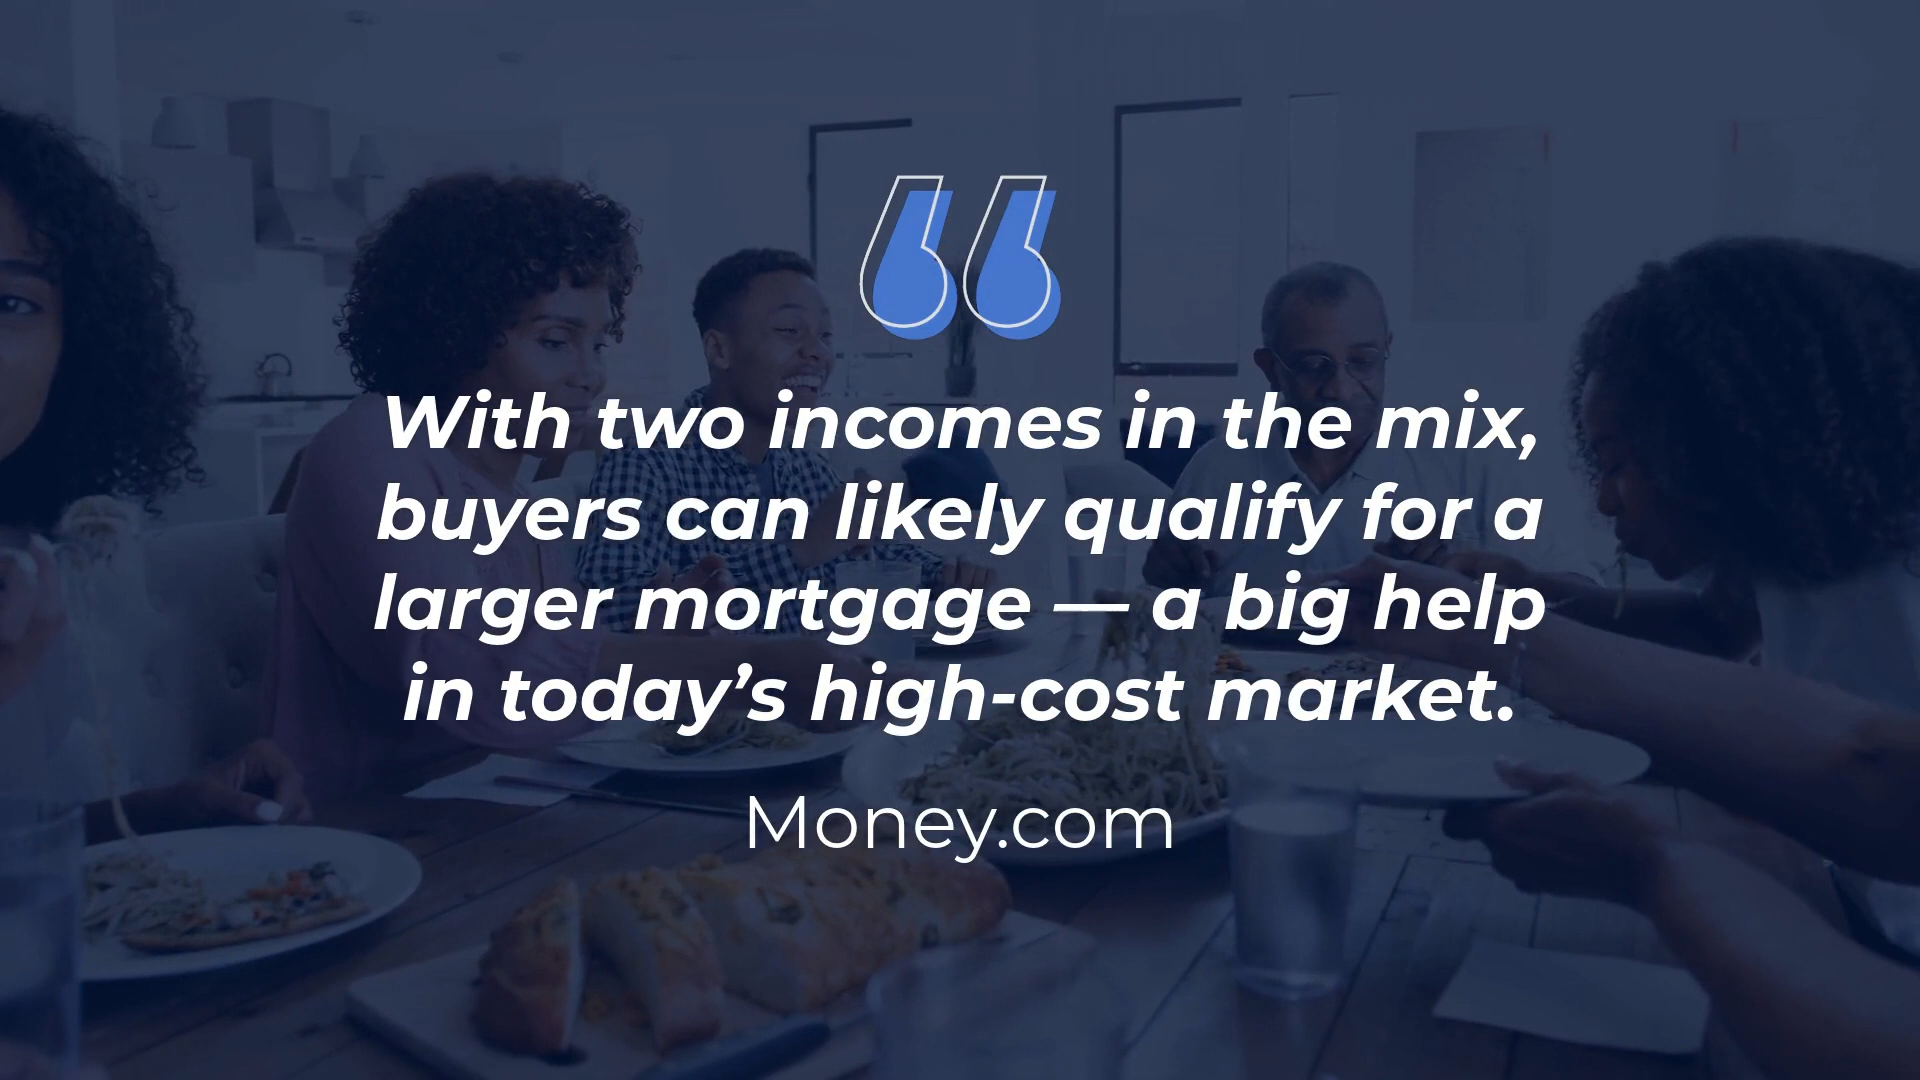 “
With two incomes in the mix,
buyers can likely qualify for a
larger mortgage — a big help
in today’s high-cost market.
Money.com